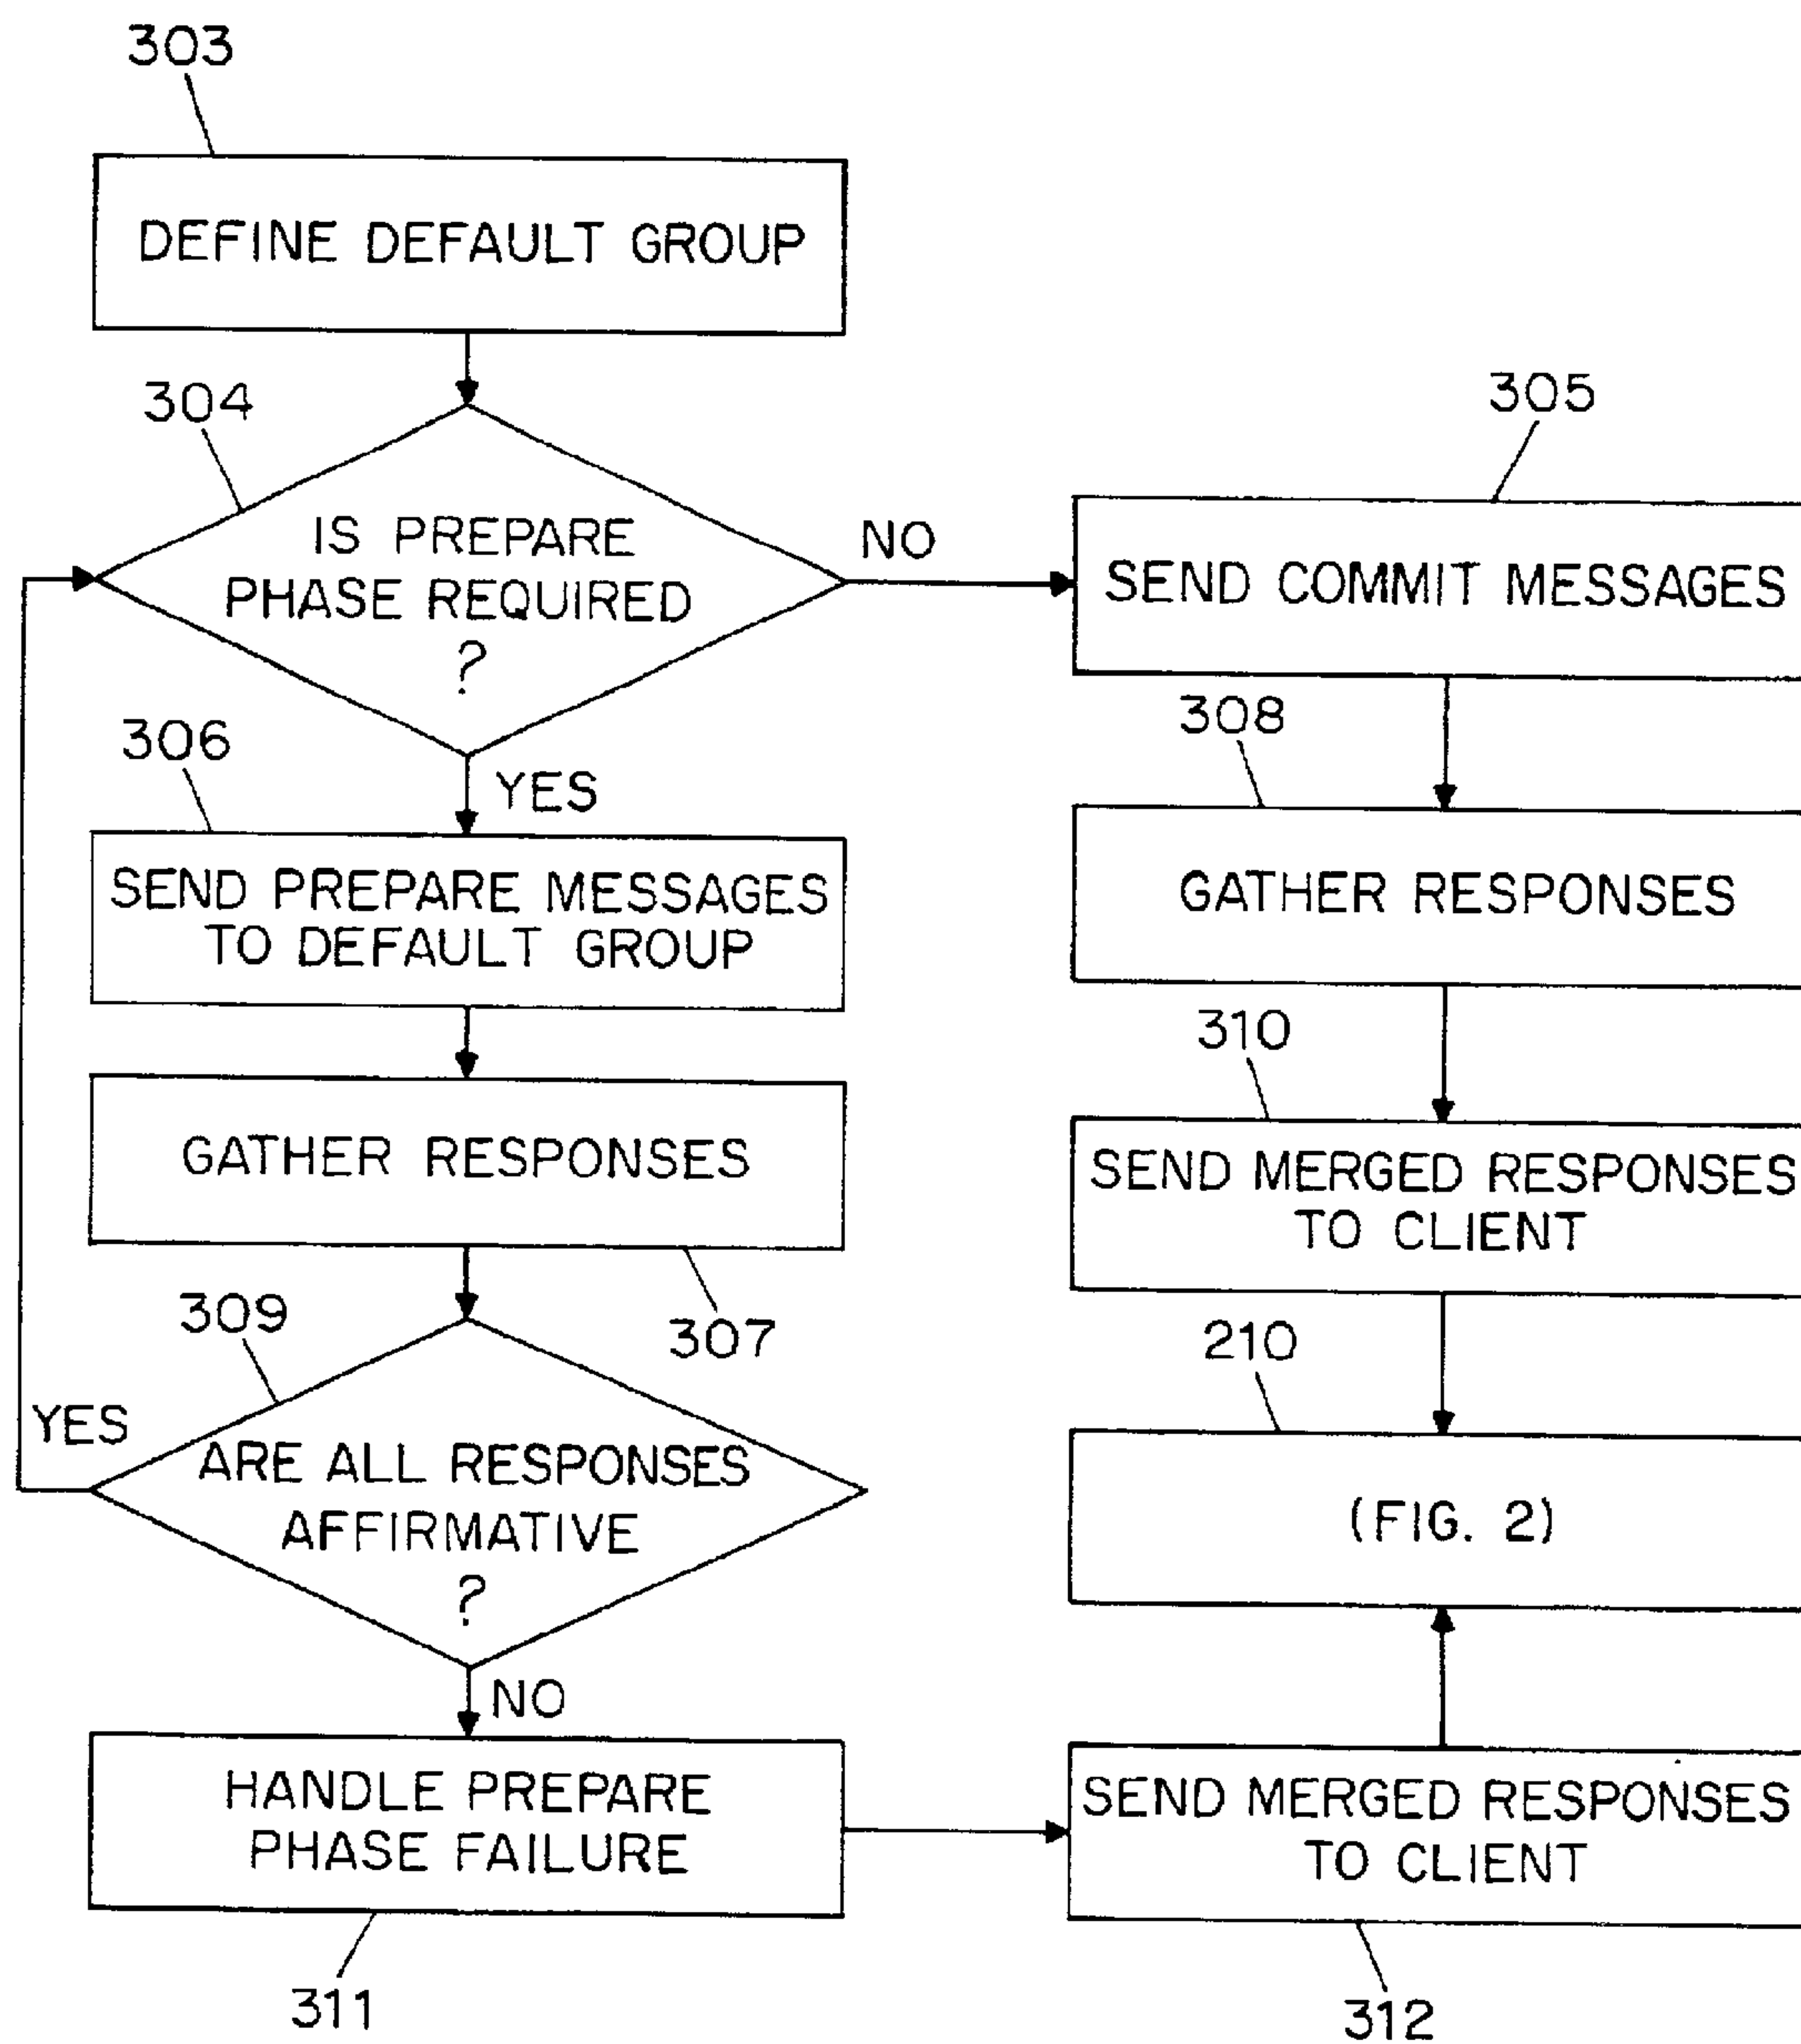 303
DEFINE DEFAULT GROUP
304
IS PREPARE
PHASE REQUIRED
?
NO
305
SEND COMMIT MESSAGES
306
YES
SEND PREPARE MESSAGES
TO DEFAULT GROUP
308
GATHER RESPONSES
GATHER RESPONSES
307
310
SEND MERGED RESPONSES
TO CLIENT
309
YES
ARE ALL RESPONSES
AFFIRMATIVE
?
NO
210
(FIG. 2)
HANDLE PREPARE
PHASE FAILURE
311
SEND MERGED RESPONSES
TO CLIENT
312